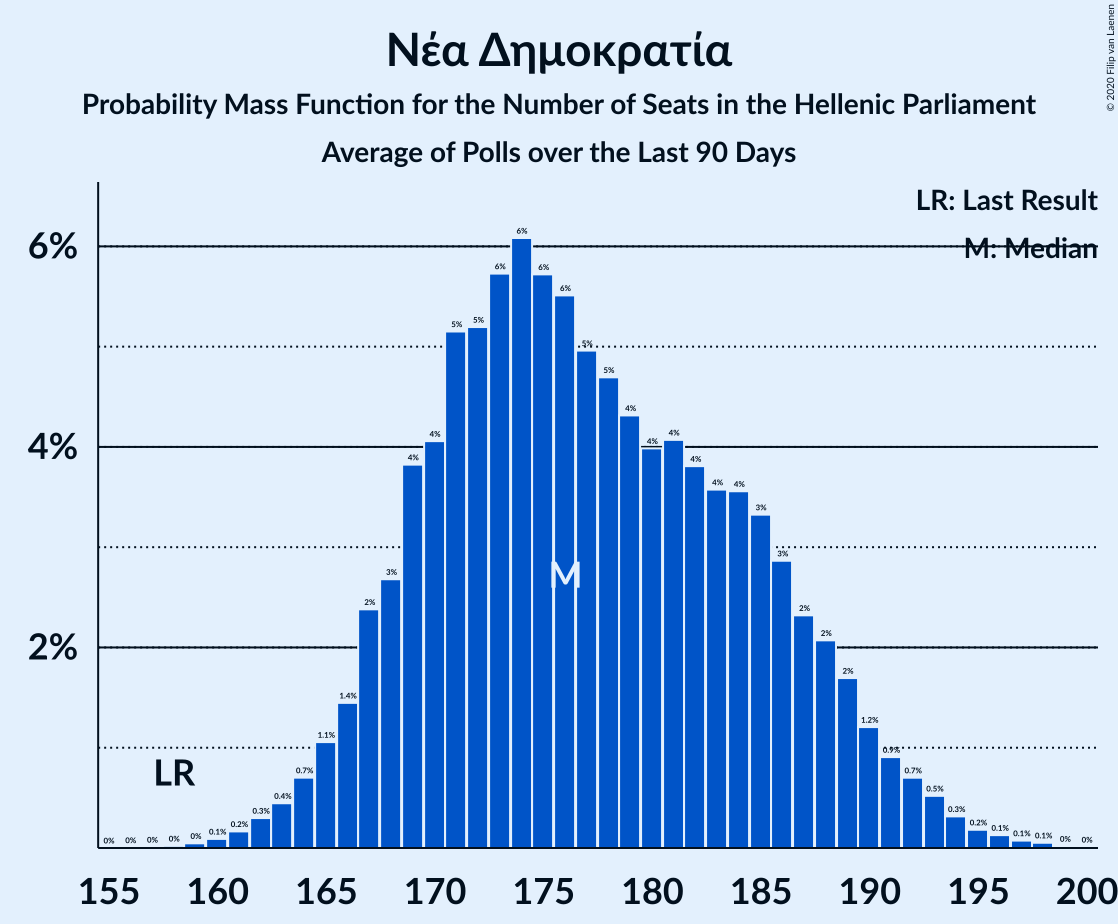 Νέα Δημοκρατία
Probability Mass Function for the Number of Seats in the Hellenic Parliament
Average of Polls over the Last 90 Days
© 2020 Filip van Laenen
LR: Last Result
M: Median
6%
4%
2%
0% 0% 0% 0% 0% 0.1% 0.2% 0.3% 0.4% 0.7% 1.1% 1.4% 2% 3% 4% 4% 5% 5% 6% 6% 6% 6% 5% 5% 4% 4% 4% 4% 4% 4% 3% 3% 2% 2% 2% 1.2% 0.9% 0.7% 0.5% 0.3% 0.2% 0.1% 0.1% 0.1% 0% 0%
M
LR
155 160 165 170 175 180 185 190 195 200